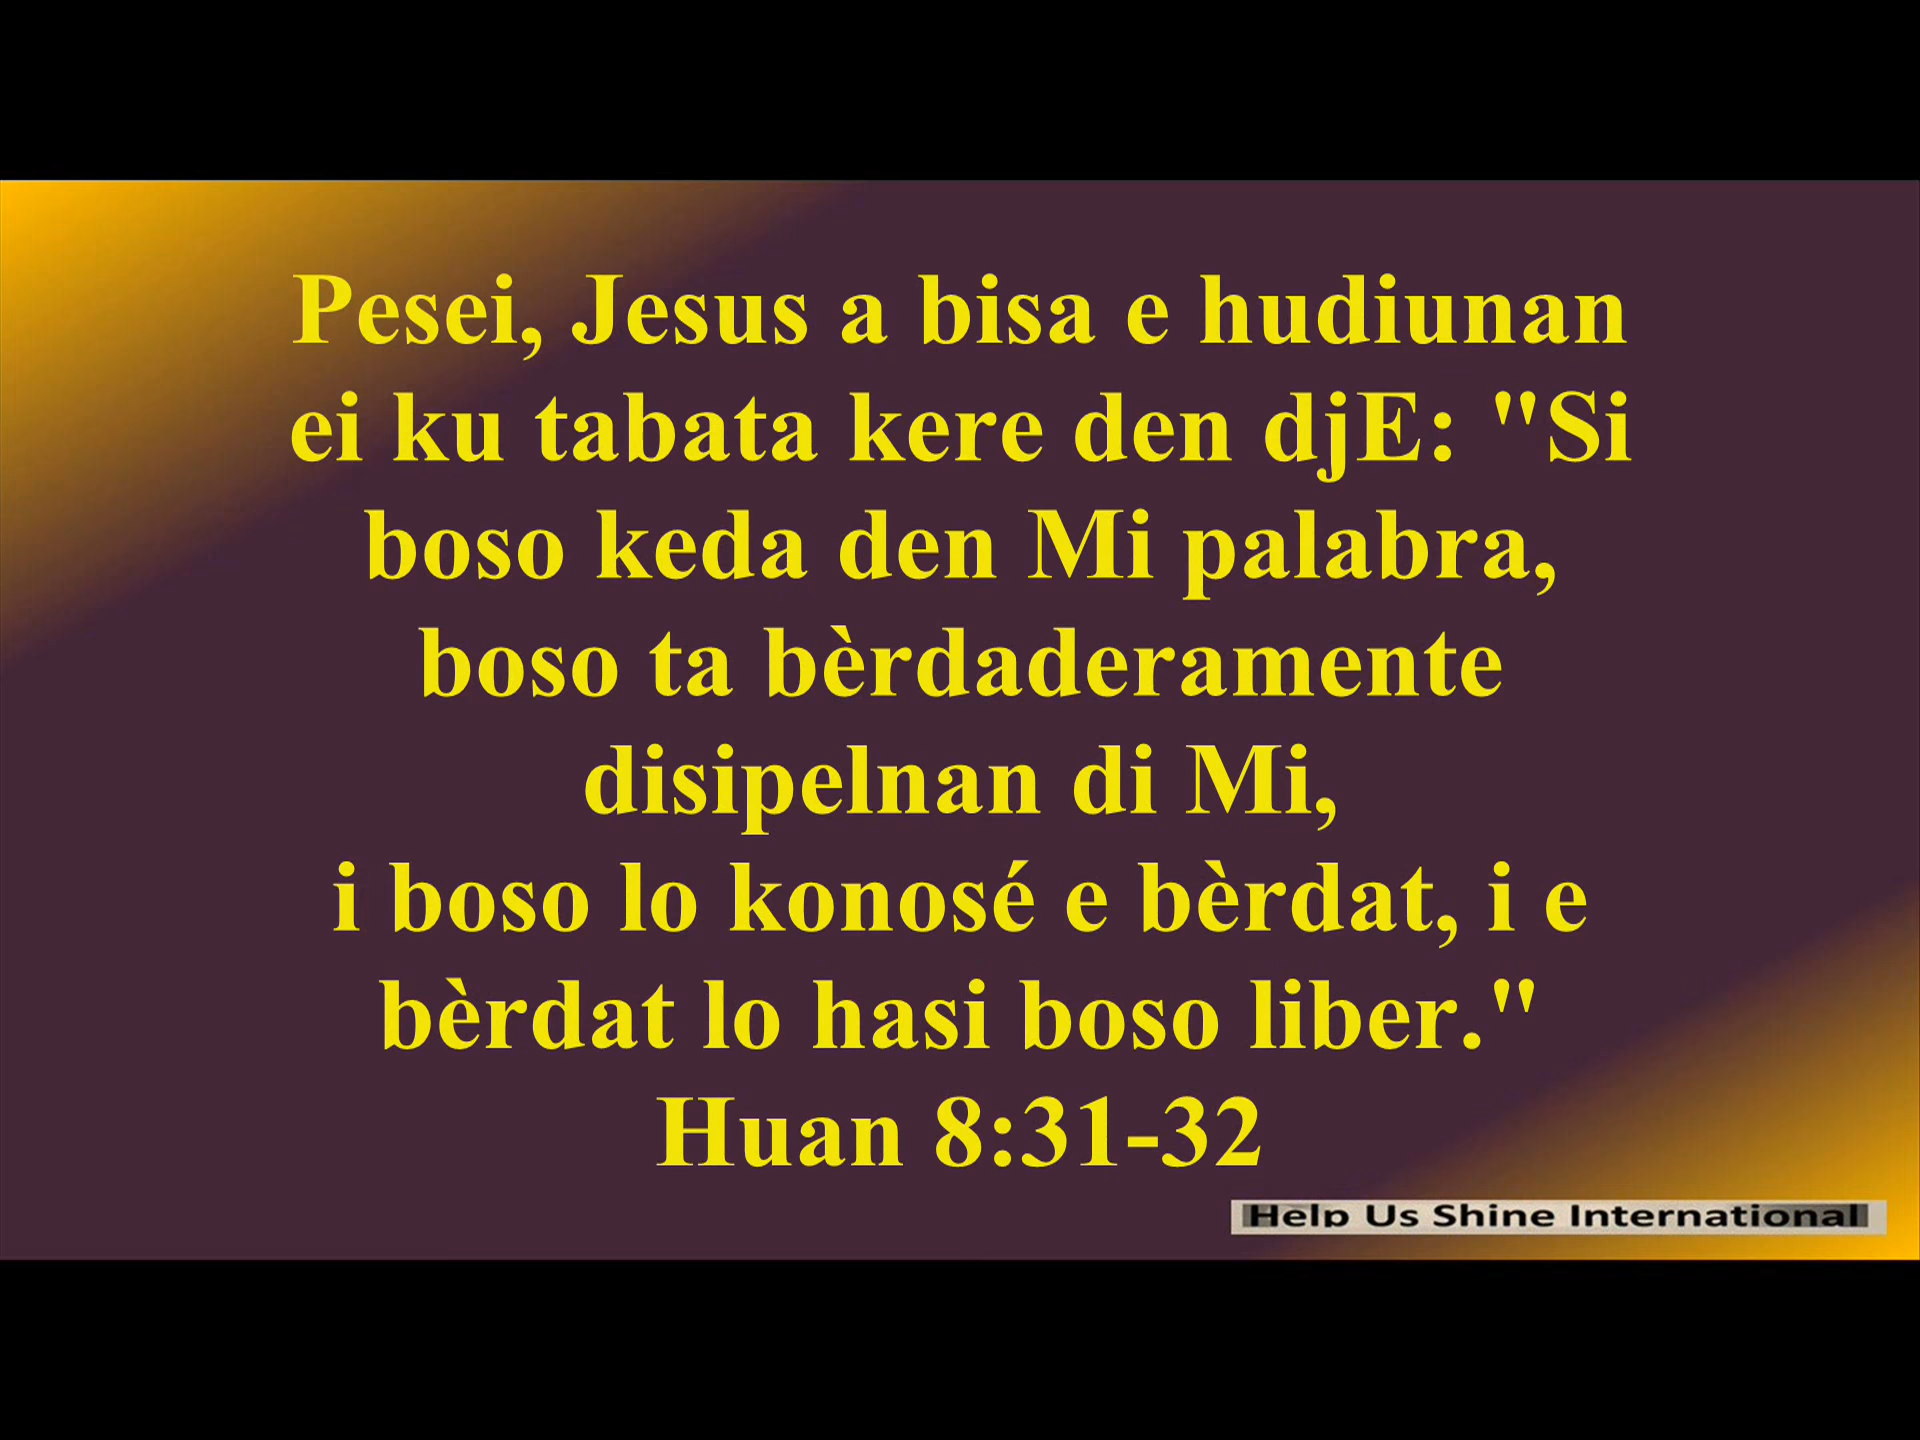 Pesei, Jesus a bisa e hudiunan
ei ku tabata kere den djE: "Si
boso keda den Mi palabra,
boso ta bèrdaderamente
disipelnan di Mi,
i boso lo konosé e bèrdat, i e
bèrdat lo hasi boso liber."
Huan 8:31-32
Help Us Shine International